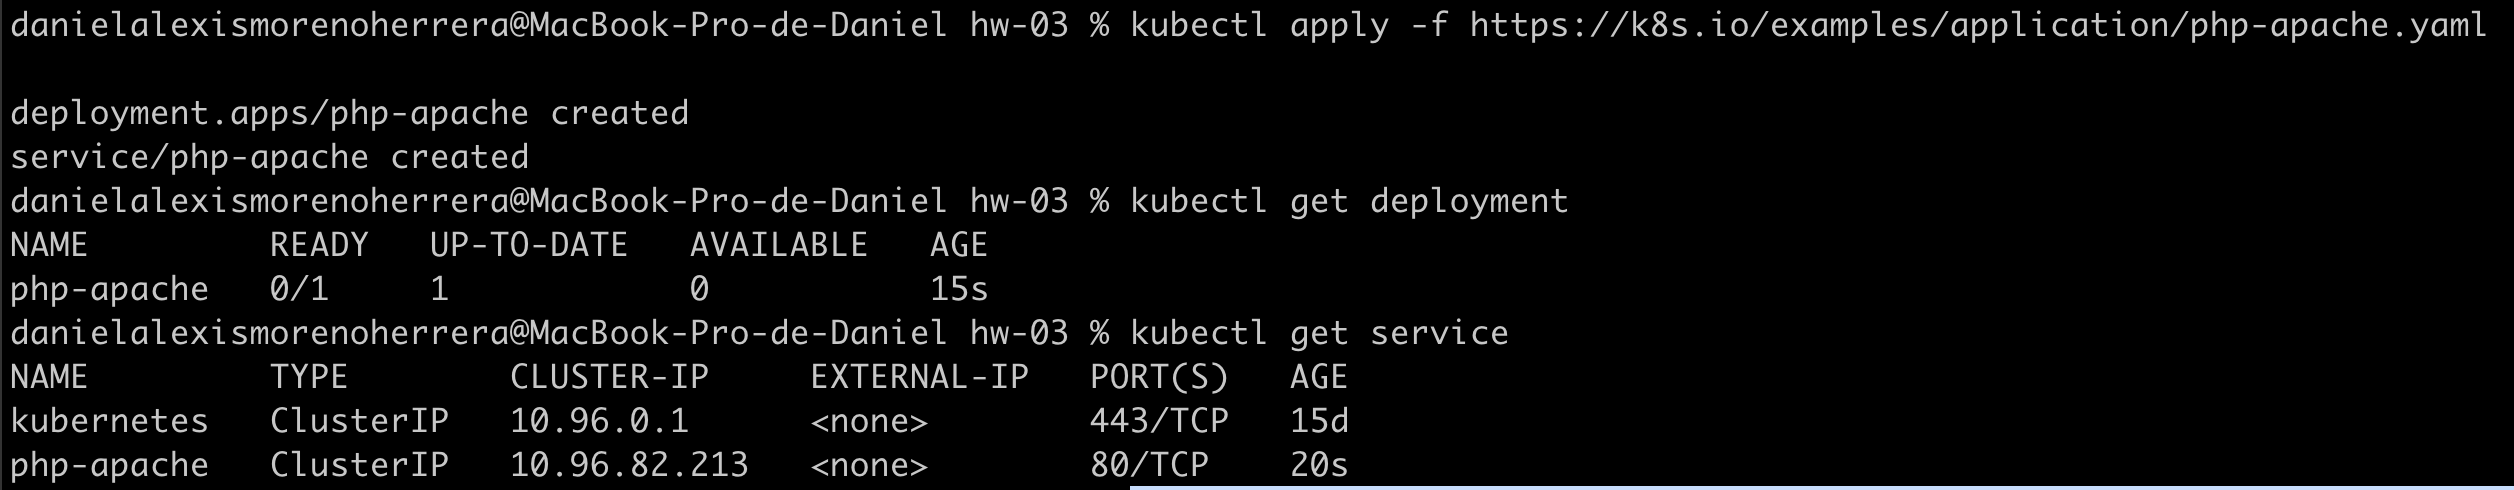 danielalexismorenoherrera@MacBook-Pro-de-Daniel hw-03 % kubectl apply -f https://k8s.io/examples/application/php-apache.yaml
deployment.apps/php-apache created
service/php-apache created
danielalexismorenoherrera@MacBook-Pro-de-Daniel hw-03 % kubectl get deployment
NAME         READY   UP-TO-DATE   AVAILABLE   AGE
php-apache   0/1     1            0           15s
danielalexismorenoherrera@MacBook-Pro-de-Daniel hw-03 % kubectl get service
NAME         TYPE        CLUSTER-IP     EXTERNAL-IP   PORT(S)   AGE
kubernetes   ClusterIP   10.96.0.1      <none>        443/TCP   15d
php-apache   ClusterIP   10.96.82.213   <none>        80/TCP    20s